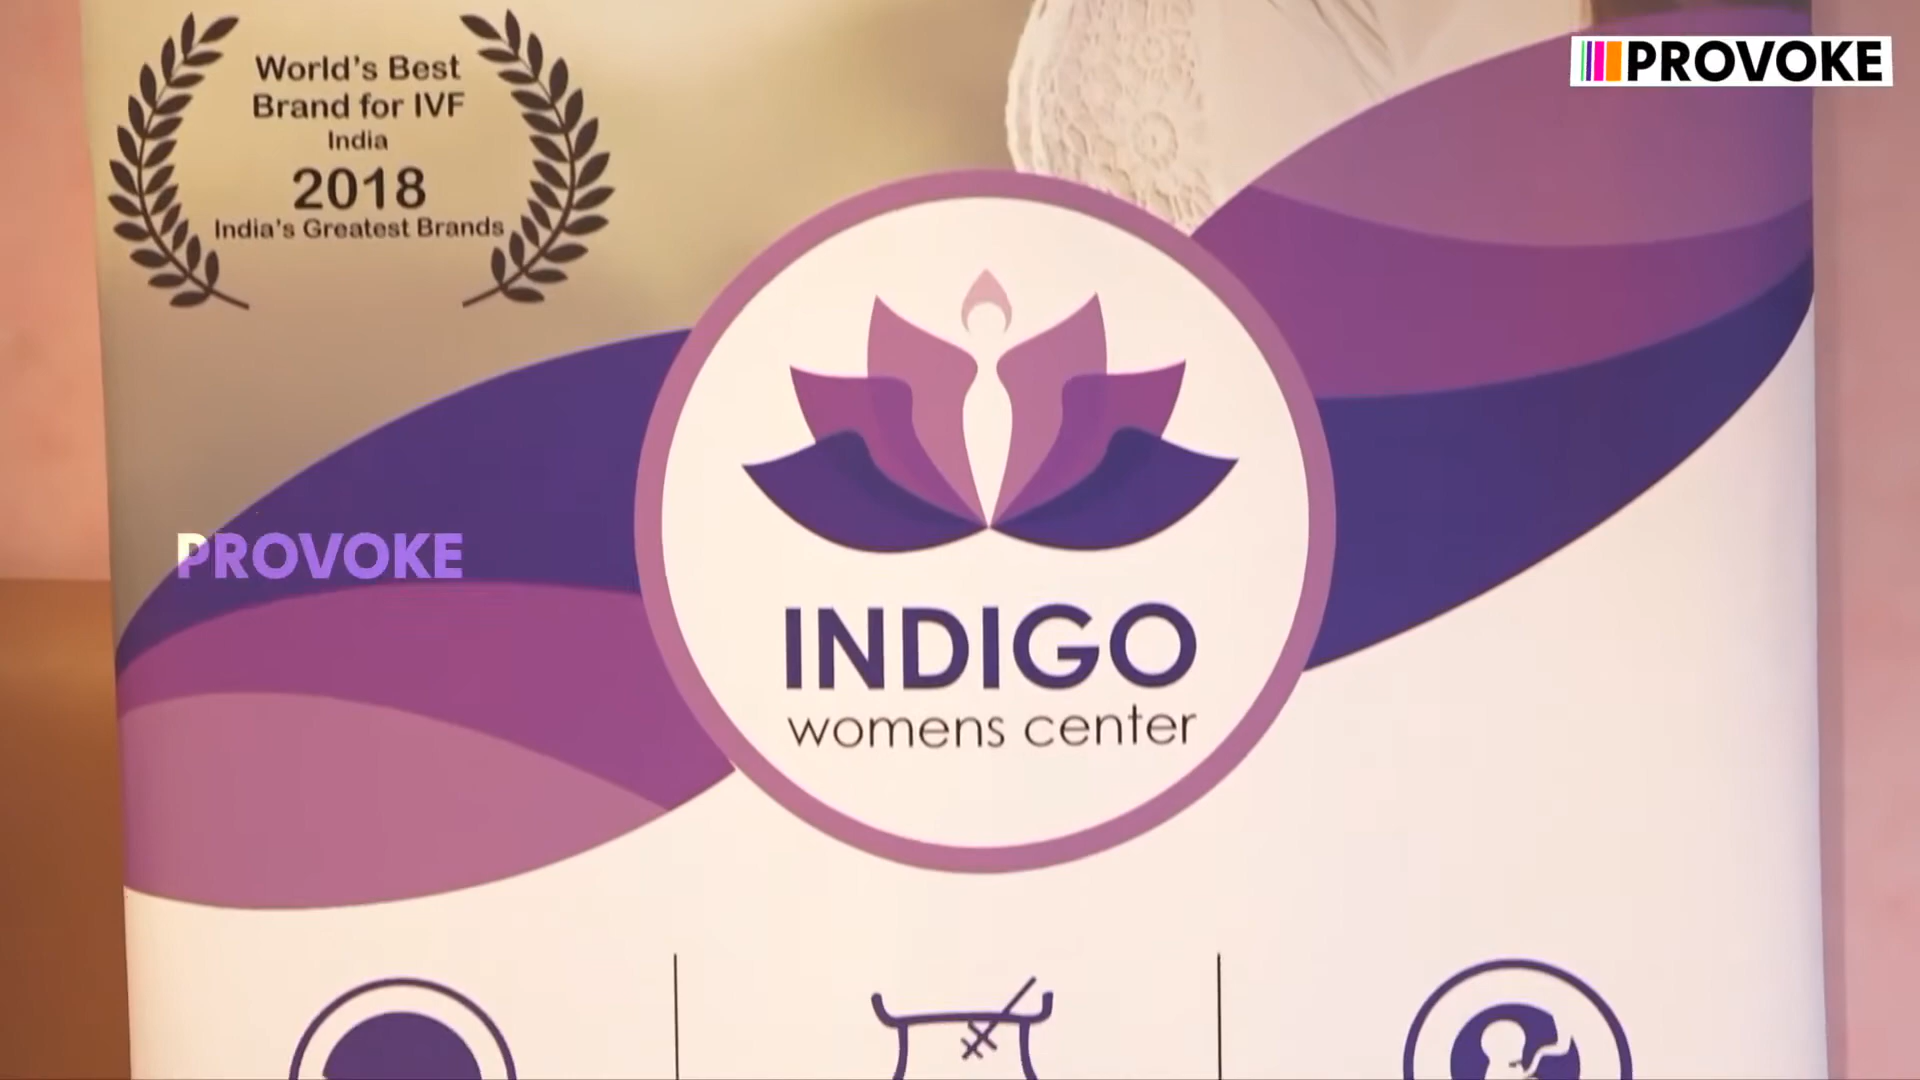 PROVOKE
World's Best
Brand for IVF
India
2018
India's Greatest Brands
PROVOKE
INDIGO
womens center